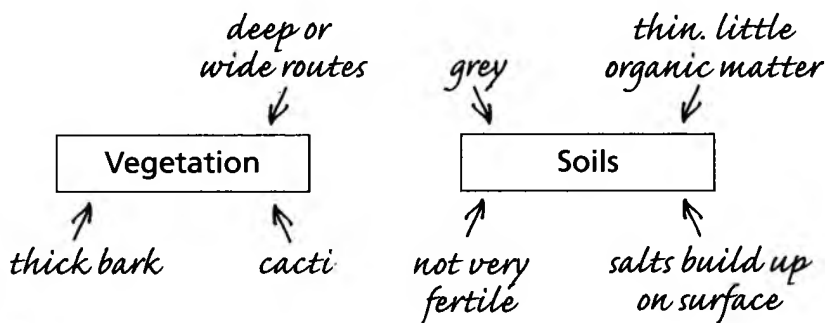 deep or
wide routes
Vegetation
thick bark
cacti
grey
thin. little
organic matter
Soils
not very
fertile
salts build up
on surface